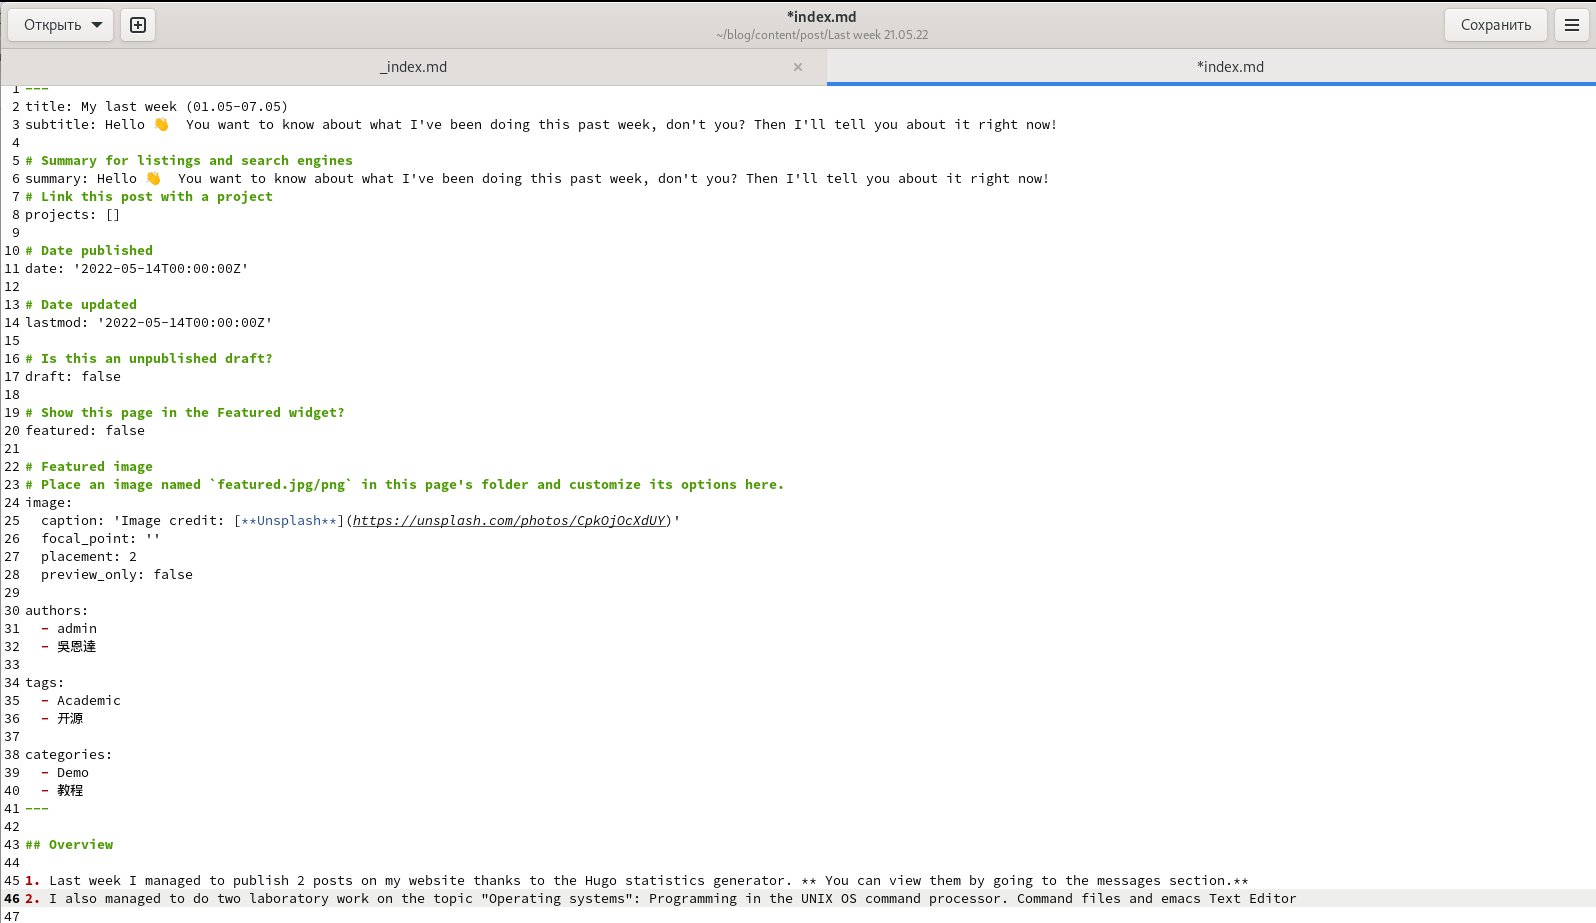 Открыть
*index.md
~/blog/content/post/Last week 21.05.22
Сохранить
_index.md ×
*index.md
1 ---
2 title: My last week (01.05-07.05)
3 subtitle: Hello 👋  You want to know about what I've been doing this past week, don't you? Then I'll tell you about it right now!
4
5 # Summary for listings and search engines
6 summary: Hello 👋  You want to know about what I've been doing this past week, don't you? Then I'll tell you about it right now!
7 # Link this post with a project
8 projects: []
9
10 # Date published
11 date: '2022-05-14T00:00:00Z'
12
13 # Date updated
14 lastmod: '2022-05-14T00:00:00Z'
15
16 # Is this an unpublished draft?
17 draft: false
18
19 # Show this page in the Featured widget?
20 featured: false
21
22 # Featured image
23 # Place an image named `featured.jpg/png` in this page's folder and customize its options here.
24 image:
25   caption: 'Image credit: [**Unsplash**](https://unsplash.com/photos/CpkOjOcXdUY)'
26   focal_point: ''
27   placement: 2
28   preview_only: false
29
30 authors:
31   - admin
32   - 吳恩達
33
34 tags:
35   - Academic
36   - 开源
37
38 categories:
39   - Demo
40   - 教程
41 ---
42
43 ## Overview
44
45 1. Last week I managed to publish 2 posts on my website thanks to the Hugo statistics generator. ** You can view them by going to the messages section.**
46 2. I also managed to do two laboratory work on the topic "Operating systems": Programming in the UNIX OS command processor. Command files and emacs Text Editor
47